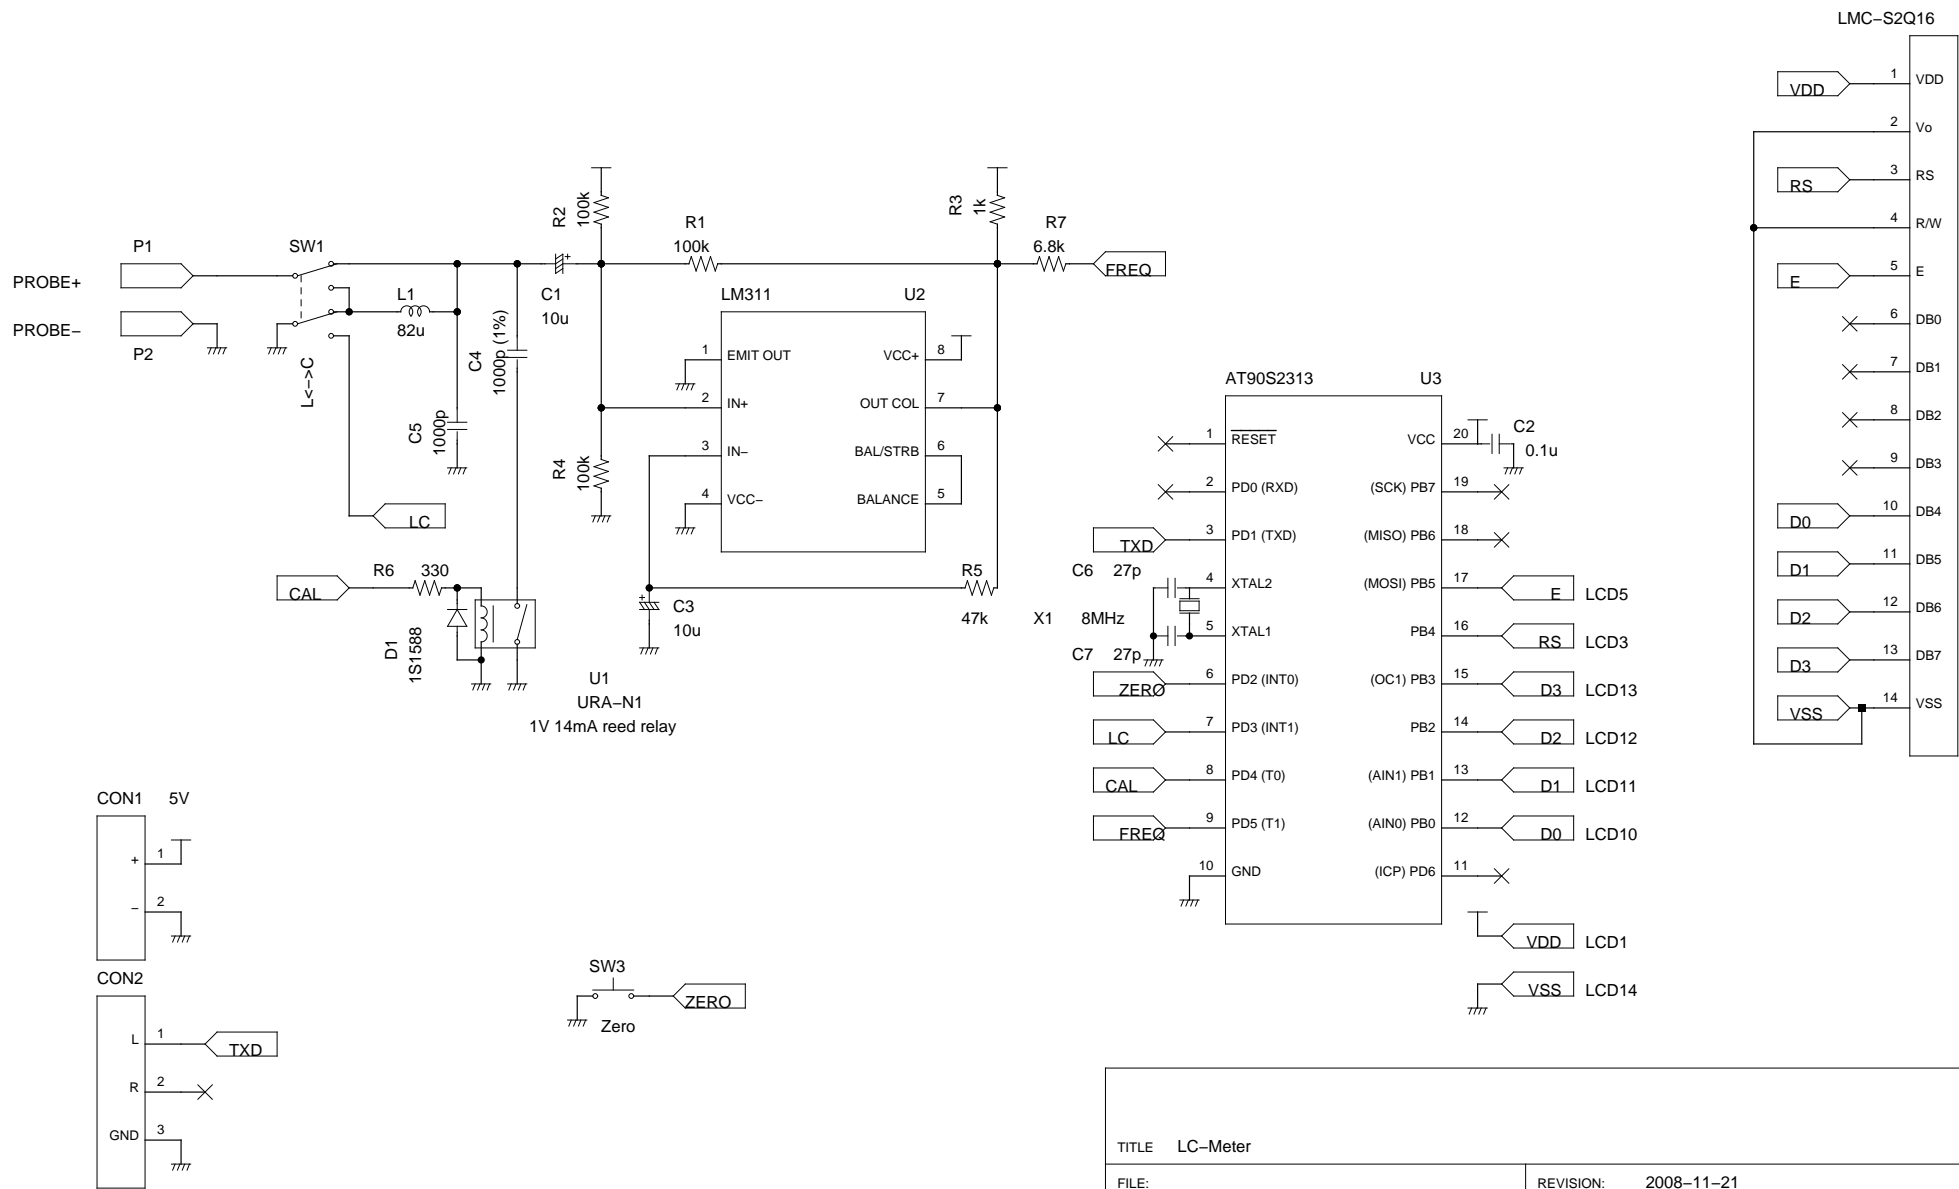 LMC−S2Q16
VDD 1 VDD
2 Vo
RS 3 RS
4 R/W
E 5 E
6 DB0
7 DB1
8 DB2
9 DB3
D0 10 DB4
D1 11 DB5
D2 12 DB6
D3 13 DB7
VSS 14 VSS
P1
PROBE+
PROBE−
P2
SW1
L<−>C
L1
82u
C5
1000p
C4
1000p (1%)
C1
10u
R2
100k
R1
100k
R3
1k
R7
6.8k
FREQ
R4
100k
LM311 U2
1 EMIT OUT
2 IN+
3 IN−
4 VCC−
VCC+ 8
OUT COL 7
BAL/STRB 6
BALANCE 5
LC
CAL
R6 330
D1
1S1588
C3
10u
R5
47k
U1
URA−N1
1V 14mA reed relay
AT90S2313 U3
1 RESET
2 PD0 (RXD)
TXD 3 PD1 (TXD)
C6 27p
4 XTAL2
X1 8MHz
5 XTAL1
C7 27p
ZERO 6 PD2 (INT0)
LC 7 PD3 (INT1)
CAL 8 PD4 (T0)
FREQ 9 PD5 (T1)
10 GND
VCC 20
C2
0.1u
(SCK) PB7 19
(MISO) PB6 18
(MOSI) PB5 17 E LCD5
PB4 16 RS LCD3
(OC1) PB3 15 D3 LCD13
PB2 14 D2 LCD12
(AIN1) PB1 13 D1 LCD11
(AIN0) PB0 12 D0 LCD10
(ICP) PD6 11
VDD LCD1
VSS LCD14
CON1 5V
+ 1
− 2
CON2
L 1 TXD
R 2
GND 3
SW3
ZERO
Zero
TITLE LC−Meter
FILE: REVISION: 2008−11−21